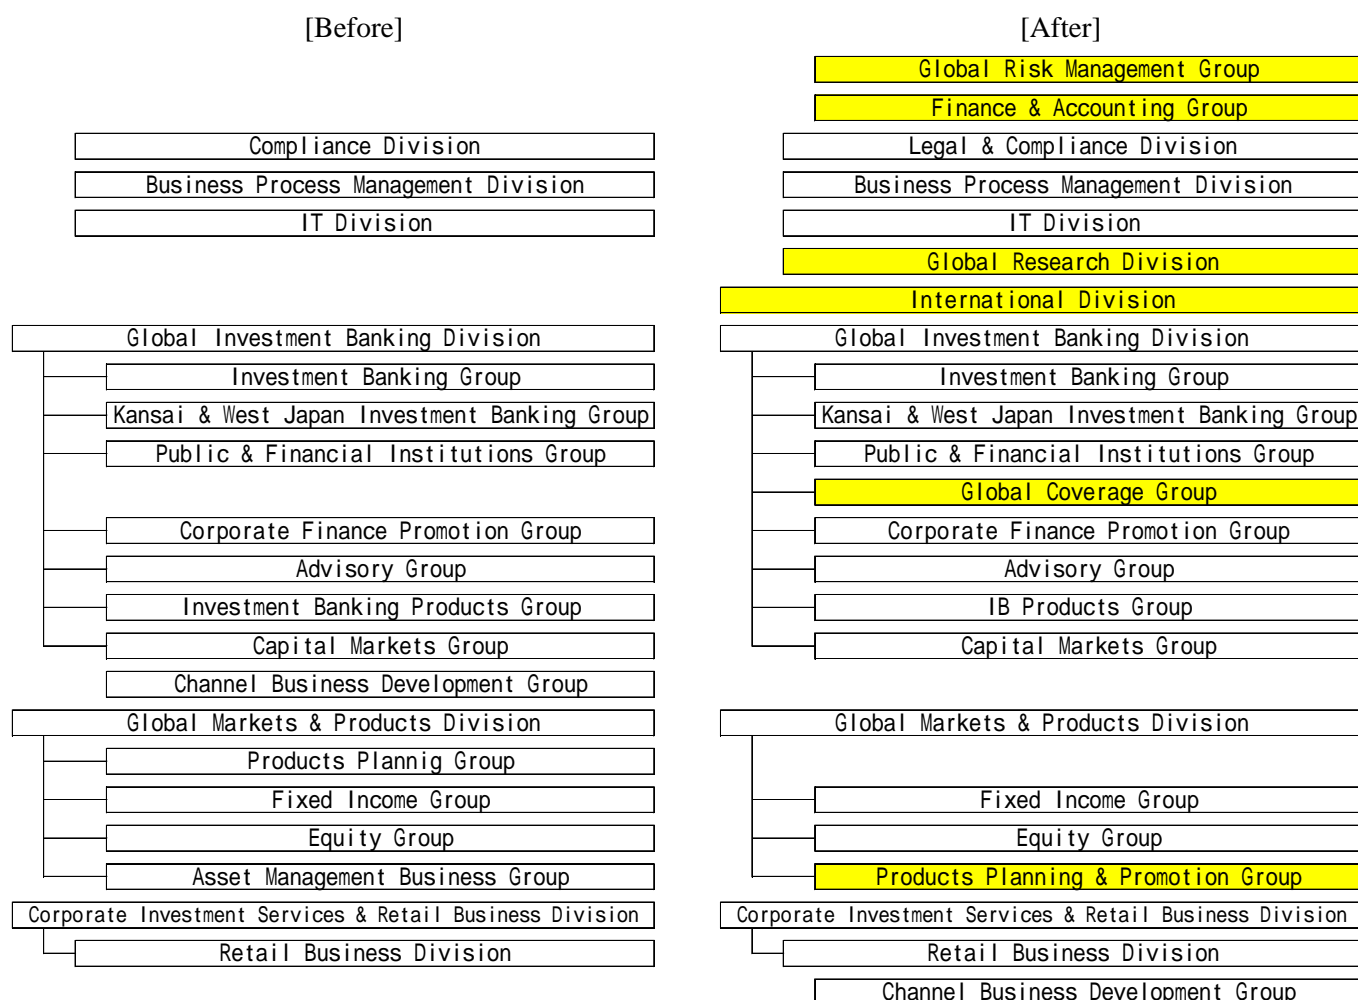 [Before]
Compliance Division
Business Process Management Division
IT Division
Global Investment Banking Division
Investment Banking Group
Kansai & West Japan Investment Banking Group
Public & Financial Institutions Group
Corporate Finance Promotion Group
Advisory Group
Investment Banking Products Group
Capital Markets Group
Channel Business Development Group
Global Markets & Products Division
Products Plannig Group
Fixed Income Group
Equity Group
Asset Management Business Group
Corporate Investment Services & Retail Business Division
Retail Business Division
[After]
Global Risk Management Group
Finance & Accounting Group
Legal & Compliance Division
Business Process Management Division
IT Division
Global Research Division
International Division
Global Investment Banking Division
Investment Banking Group
Kansai & West Japan Investment Banking Group
Public & Financial Institutions Group
Global Coverage Group
Corporate Finance Promotion Group
Advisory Group
IB Products Group
Capital Markets Group
Global Markets & Products Division
Fixed Income Group
Equity Group
Products Planning & Promotion Group
Corporate Investment Services & Retail Business Division
Retail Business Division
Channel Business Development Group